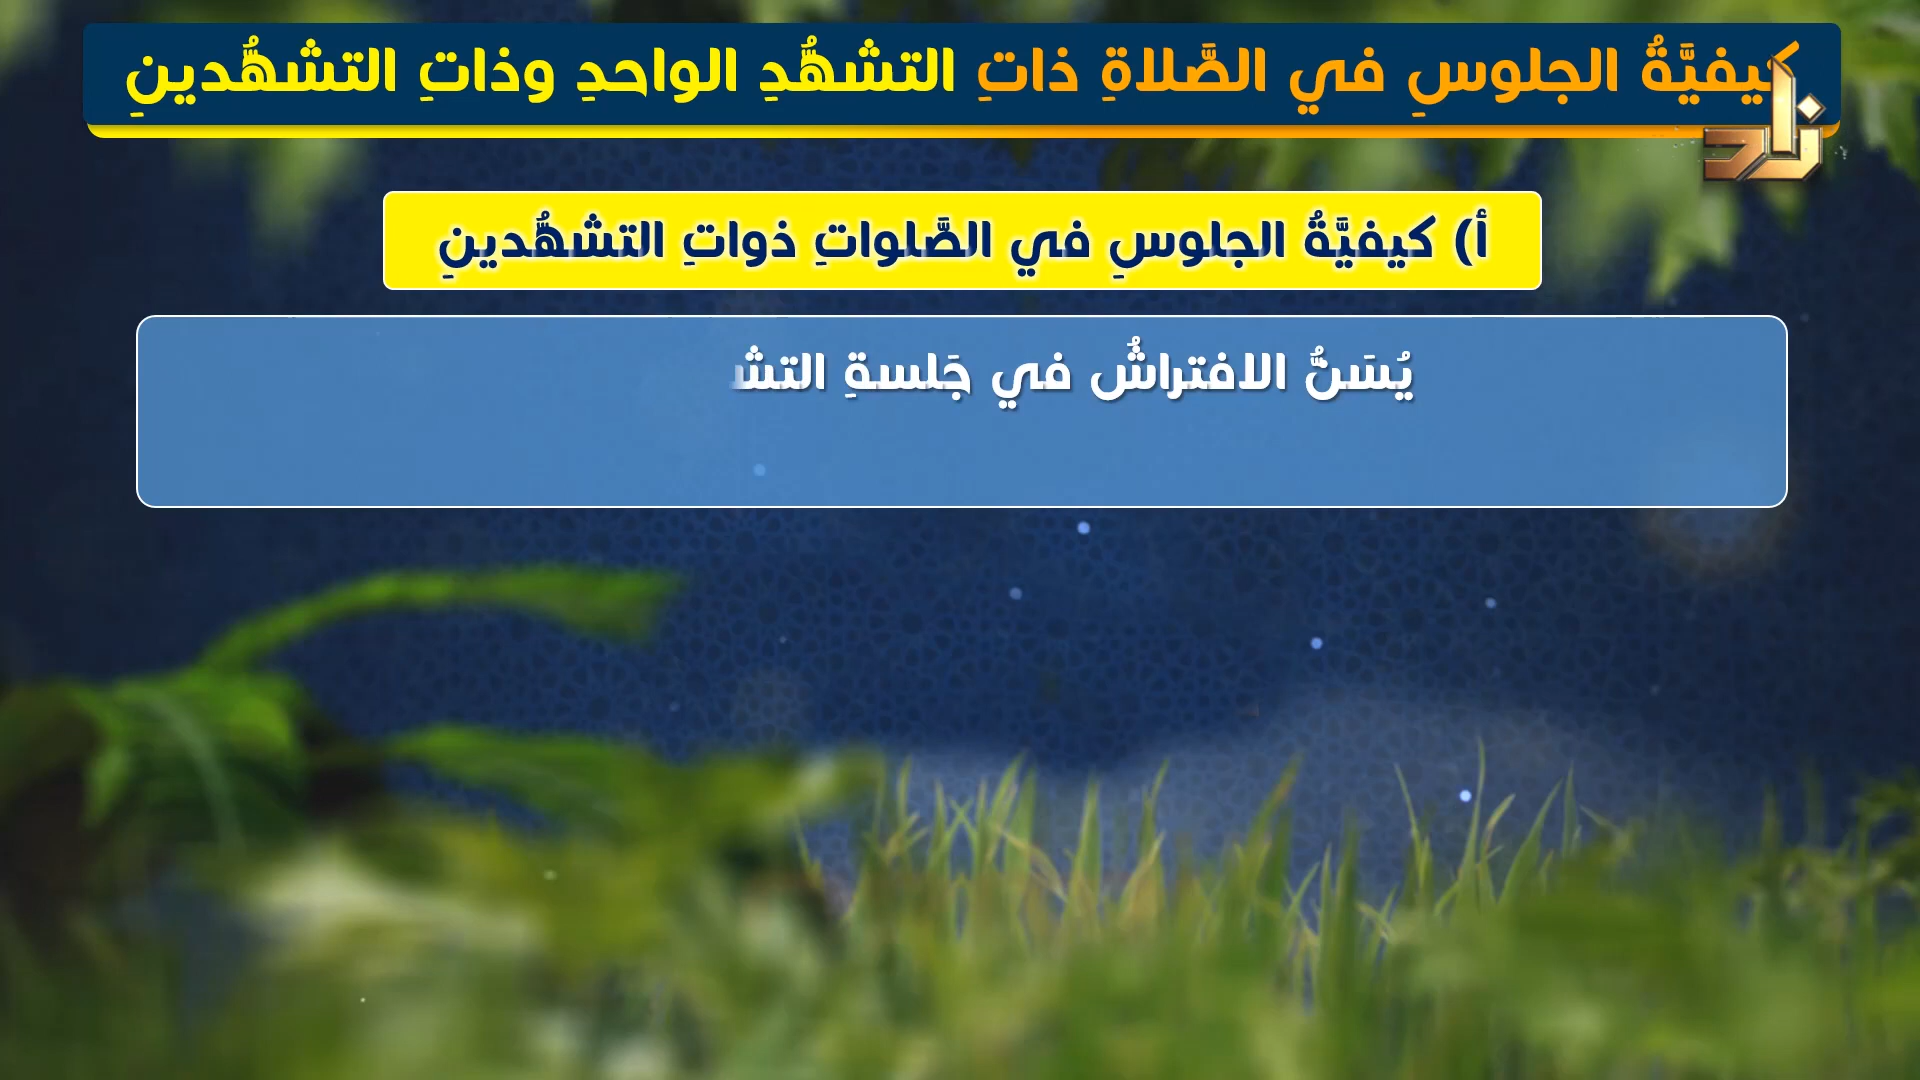 كيفيَّةُ الجلوسِ في الصَّلاةِ ذاتِ التشهُّدِ الواحدِ وذاتِ التشهُّدينِ
زاد
أ) كيفيَّةُ الجلوسِ في الصَّلواتِ ذواتِ التشهُّدينِ
يُسَنُّ الافتراشُ في جَلسةِ